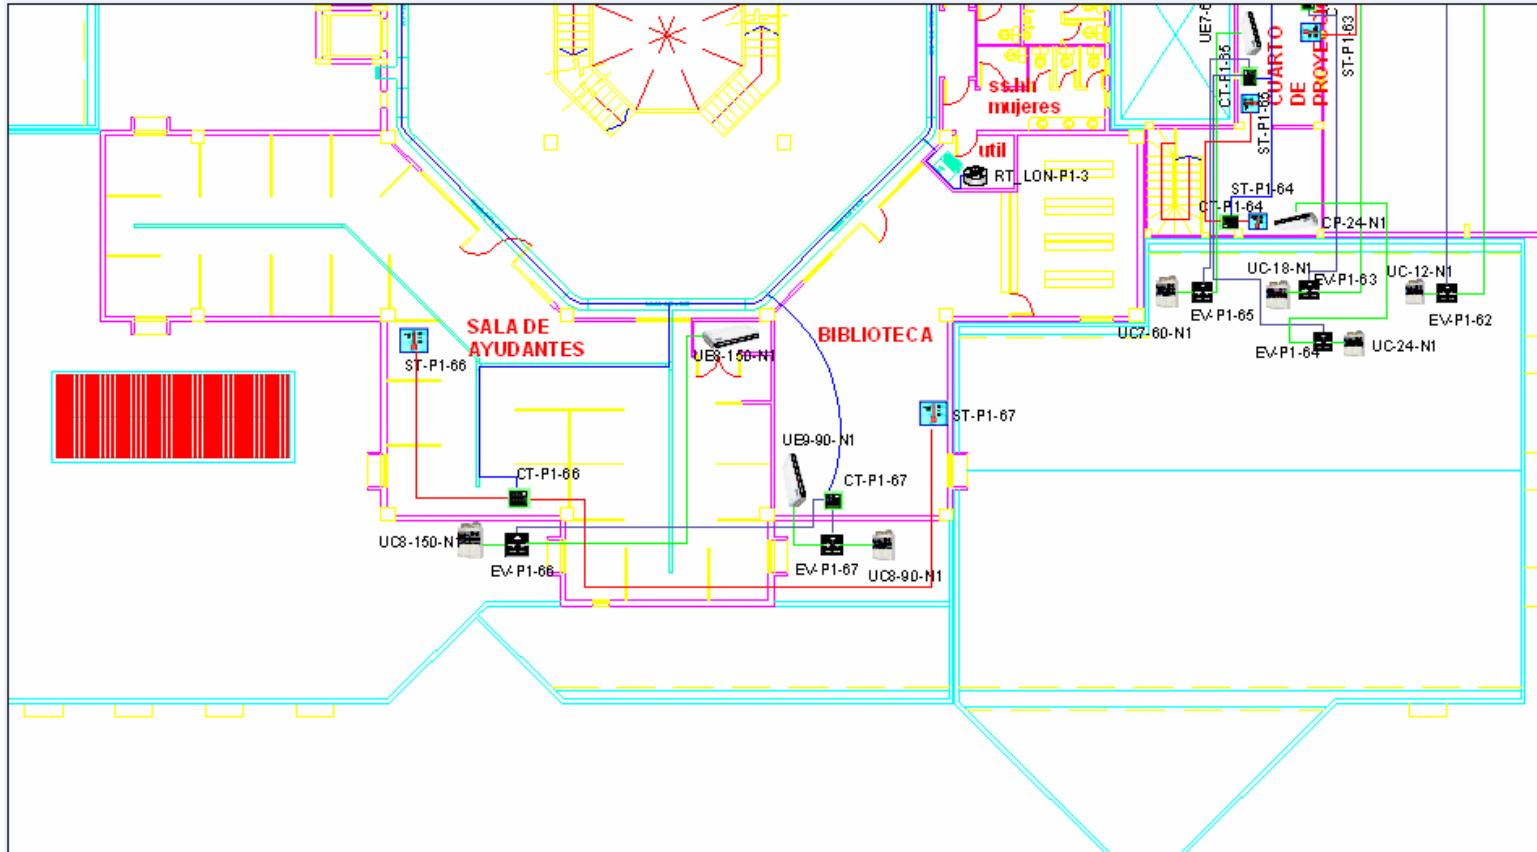 UE7-6
CT-P1-65
ST-P1-65
CUARTO
DE
PROYE
ST-P1-63
ss.hh
mujeres
util
RT_LON-P1-3
ST-P1-64
CT-P1-64
CP-24-N1
UC-18-N1
EV-P1-63
UC-12-N1
EV-P1-65
EV-P1-62
UC7-60-N1
EV-P1-64
UC-24-N1
SALA DE
AYUDANTES
BIBLIOTECA
ST-P1-66
UE8-150-N1
ST-P1-67
UE9-90-N1
CT-P1-66
CT-P1-67
UC8-150-N1
EV-P1-66
EV-P1-67
UC8-90-N1